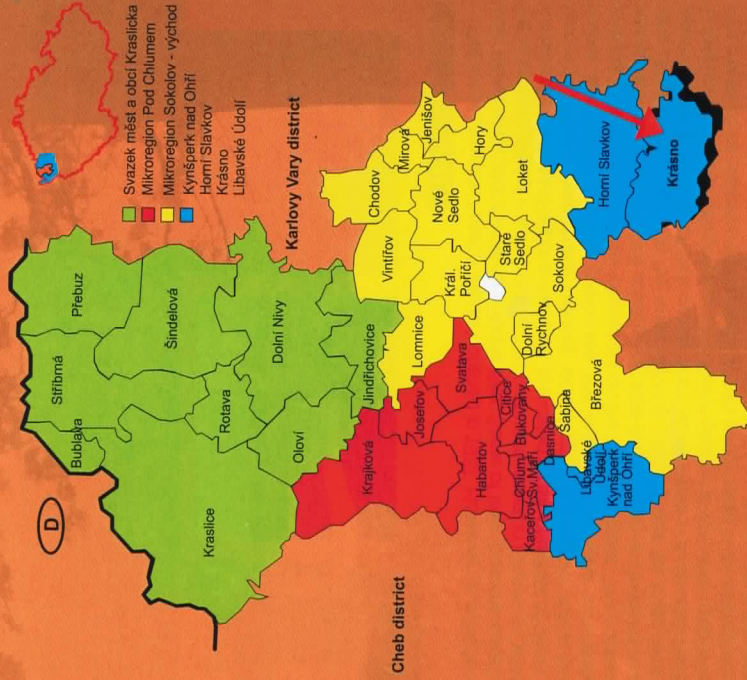 Svazek měst a obcí Kraslicka
Mikroregion Pod Chlumem
Mikroregion Sokolov - východ
Kynšperk nad Ohří
Horní Slavkov
Krásno
Libavské Údolí
D
Karlovy Vary district
Cheb district
Přebuz
Stříbrná
Bublava
Šindelová
Rotava
Kraslice
Dolní Nivy
Oloví
Jindřichovice
Krajková
Josefov
Svatava
Habartov
Citice
Bukovany
Dasnice
Chlum
Sv.Maří
Kaceřov
Lomnice
Vintířov
Chodov
Mírová
Jenišov
Hory
Nové
Sedlo
Loket
Král.
Poříčí
Staré
Sedlo
Sokolov
Dolní
Rychnov
Březová
Šabina
Libavské
Údolí
Kynšperk
nad Ohří
Horní Slavkov
Krásno